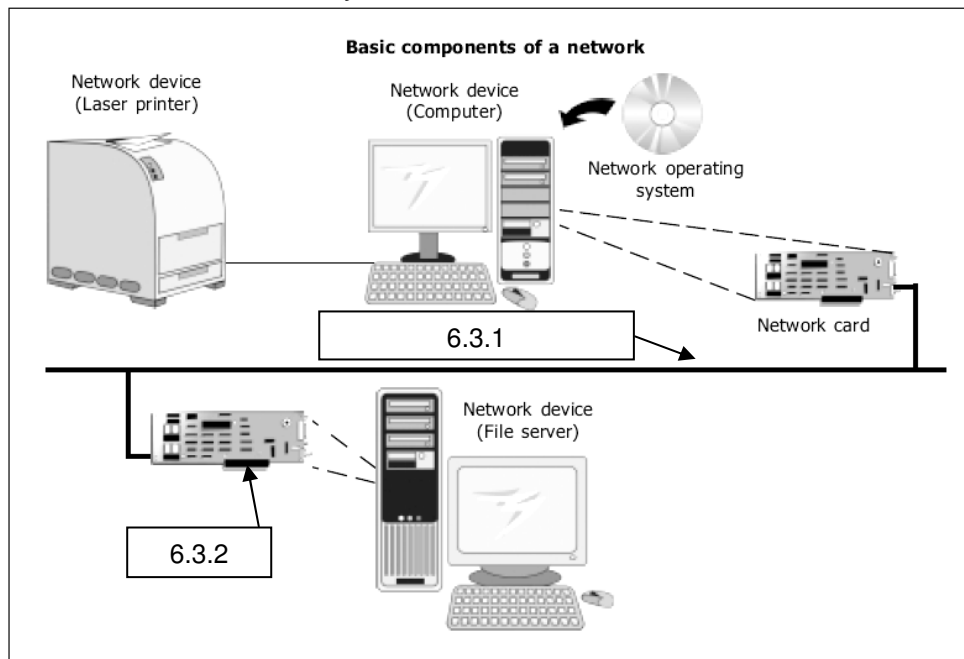 Basic components of a network
Network device
(Laser printer)
Network device
(Computer)
Network operating
system
Network card
6.3.1
Network device
(File server)
6.3.2